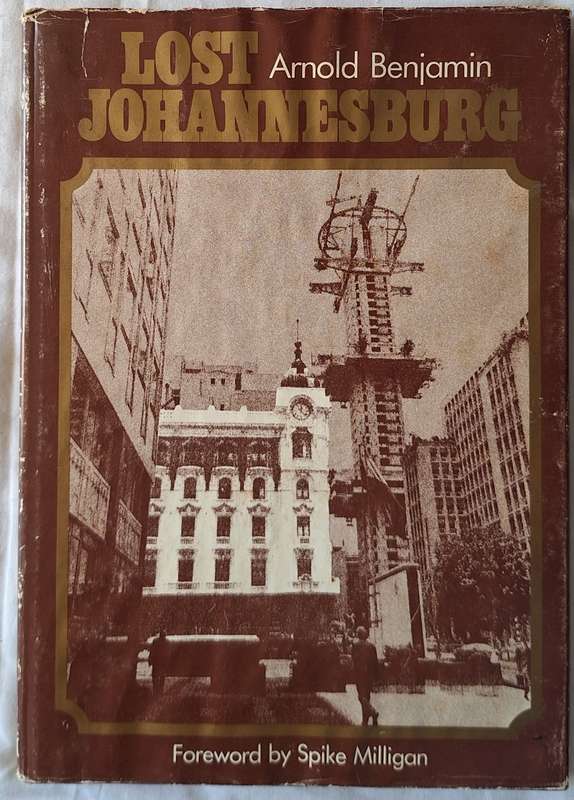 LOST Arnold Benjamin
JOHANNESBURG
Foreword by Spike Milligan